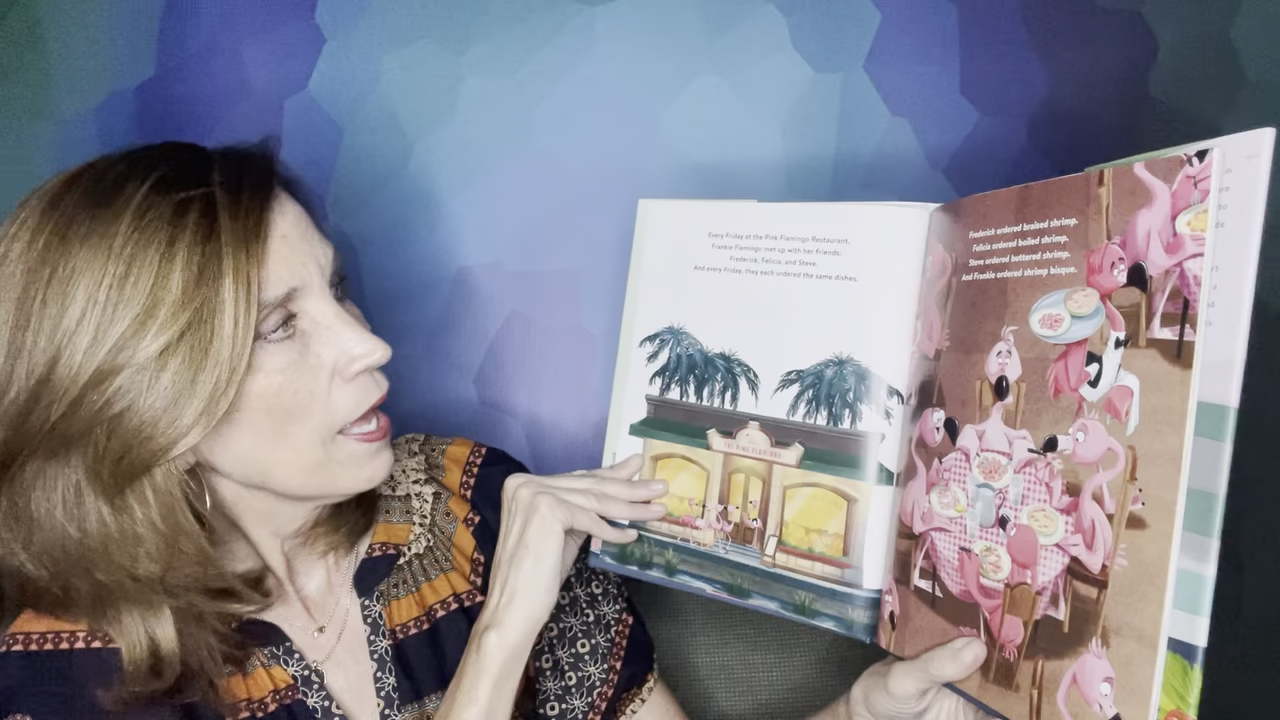 Every Friday at the Pink Flamingo Restaurant,
Frankie Flamingo met up with her friends:
Frederick, Felicia, and Steve.
And every Friday, they each ordered the same dishes.
THE PINK FLAMINGO
Frederick ordered braised shrimp.
Felicia ordered boiled shrimp.
Steve ordered buttered shrimp.
And Frankie ordered shrimp bisque.